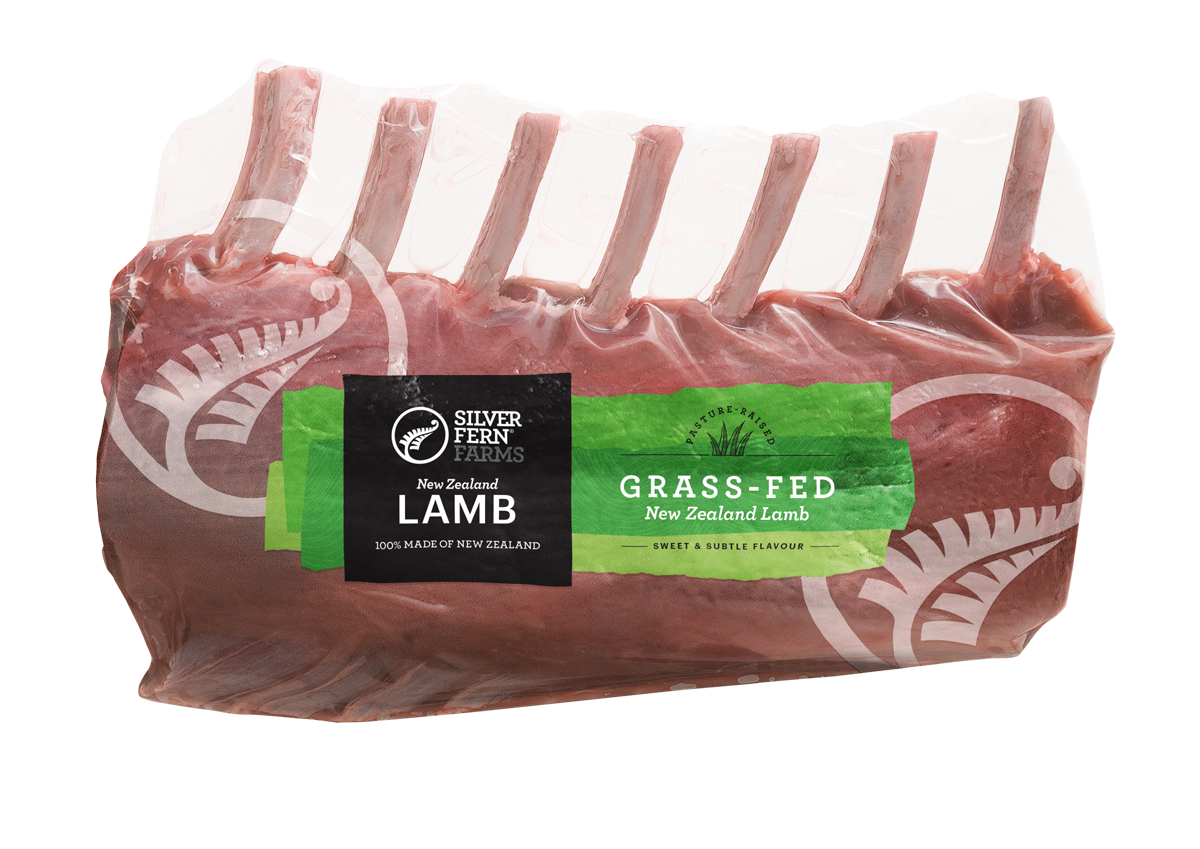 SILVER
FERN®
FARMS
New Zealand
LAMB
100% MADE OF NEW ZEALAND
PASTURE-RAISED
GRASS-FED
New Zealand Lamb
SWEET & SUBTLE FLAVOUR